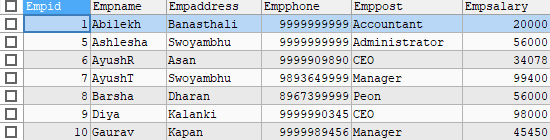 Empid Empname Empaddress Empphone Emppost Empsalary
1 Abilekh Banasthali 9999999999 Accountant 20000
5 Ashlesha Swoyambhu 9999999999 Administrator 56000
6 AyushR Asan 9999909890 CEO 34078
7 AyushT Swoyambhu 9893649999 Manager 99400
8 Barsha Dharan 8967399999 Peon 56000
9 Diya Kalanki 9999990345 CEO 98000
10 Gaurav Kapan 9999989456 Manager 45450